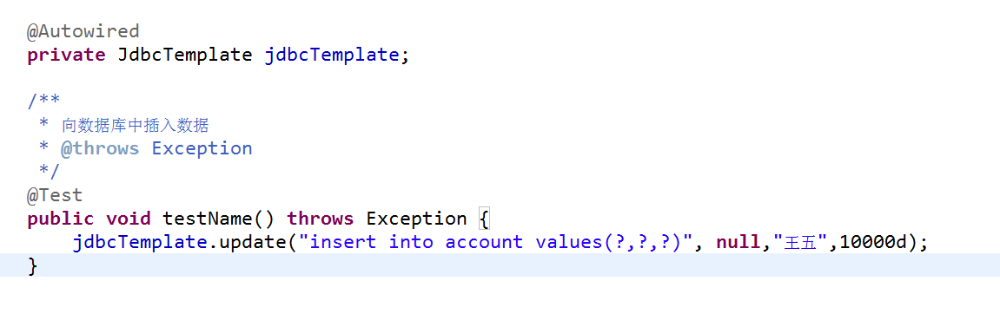 @Autowired
private JdbcTemplate jdbcTemplate;
/**
* 向数据库中插入数据
* @throws Exception
*/
@Test
public void testName() throws Exception {
jdbcTemplate.update("insert into account values(?,?,?)", null,"王五",10000d);
}